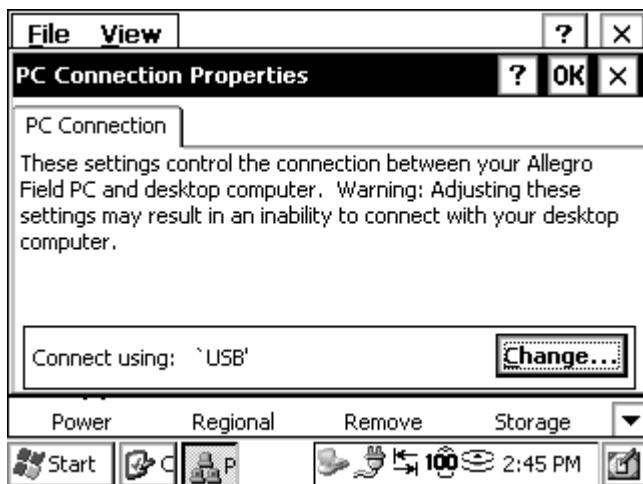 File View ? ×
PC Connection Properties ? OK ×
PC Connection
These settings control the connection between your Allegro
Field PC and desktop computer. Warning: Adjusting these
settings may result in an inability to connect with your desktop
computer.
Connect using: `USB' Change...
Power Regional Remove Storage
Start C P 100 2:45 PM